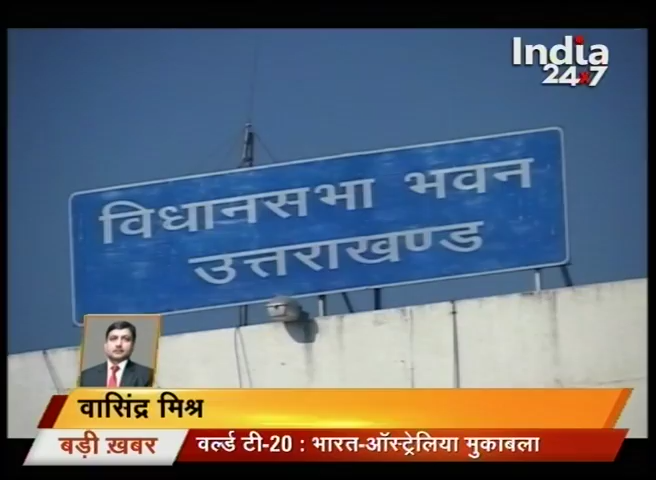 India
24x7
विधानसभा भवन
उत्तराखण्ड
वासिंद्र मिश्र
बड़ी ख़बर
वर्ल्ड टी-20 : भारत-ऑस्ट्रेलिया मुकाबला